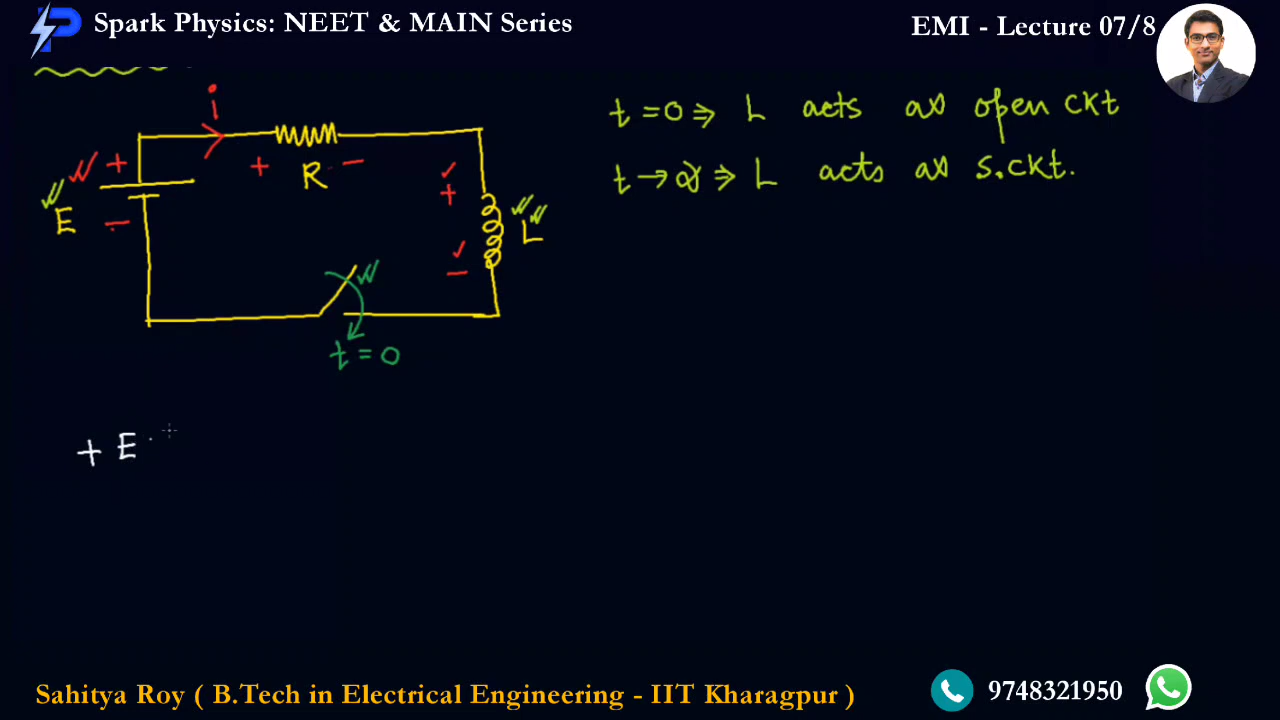 Spark Physics: NEET & MAIN Series
EMI - Lecture 07/8
i
t = 0 ⇒ L acts as open ckt
t → ∞ ⇒ L acts as s.ckt.
+ + -
R
+
E
L
-
-
t = 0
+ E
Sahitya Roy ( B.Tech in Electrical Engineering - IIT Kharagpur )
9748321950